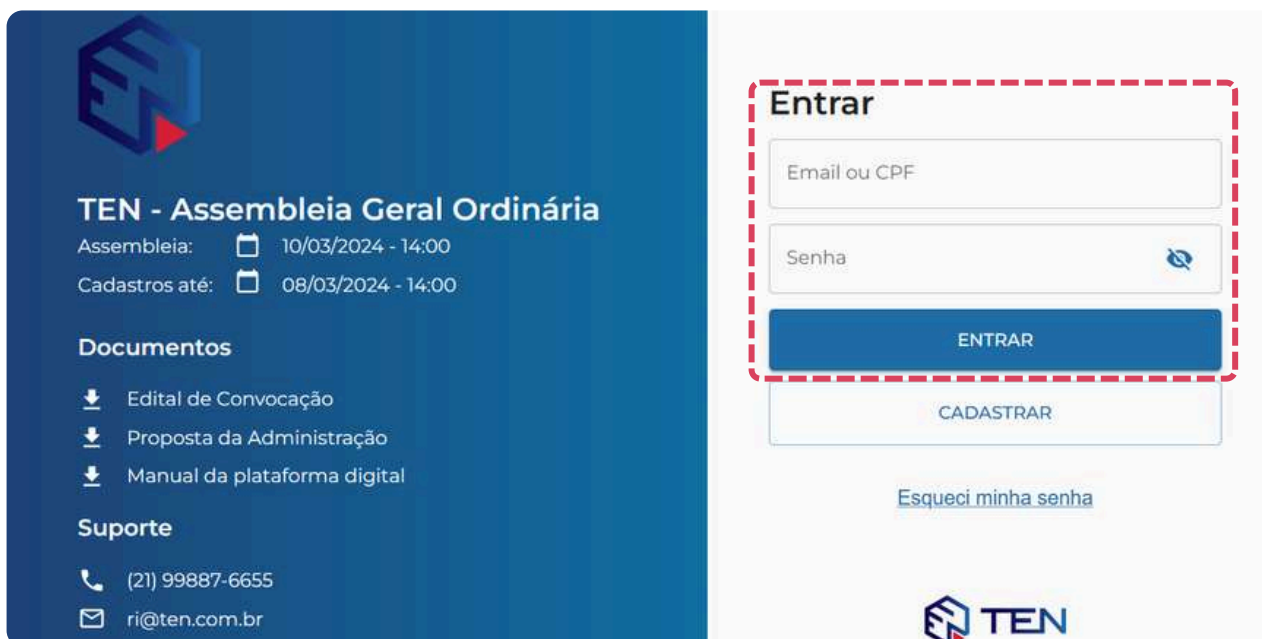 TEN - Assembleia Geral Ordinária
Assembleia: 10/03/2024 - 14:00
Cadastros até: 08/03/2024 - 14:00
Documentos
Edital de Convocação
Proposta da Administração
Manual da plataforma digital
Suporte
(21) 99887-6655
ri@ten.com.br
Entrar
Email ou CPF
Senha
ENTRAR
CADASTRAR
Esqueci minha senha
TEN